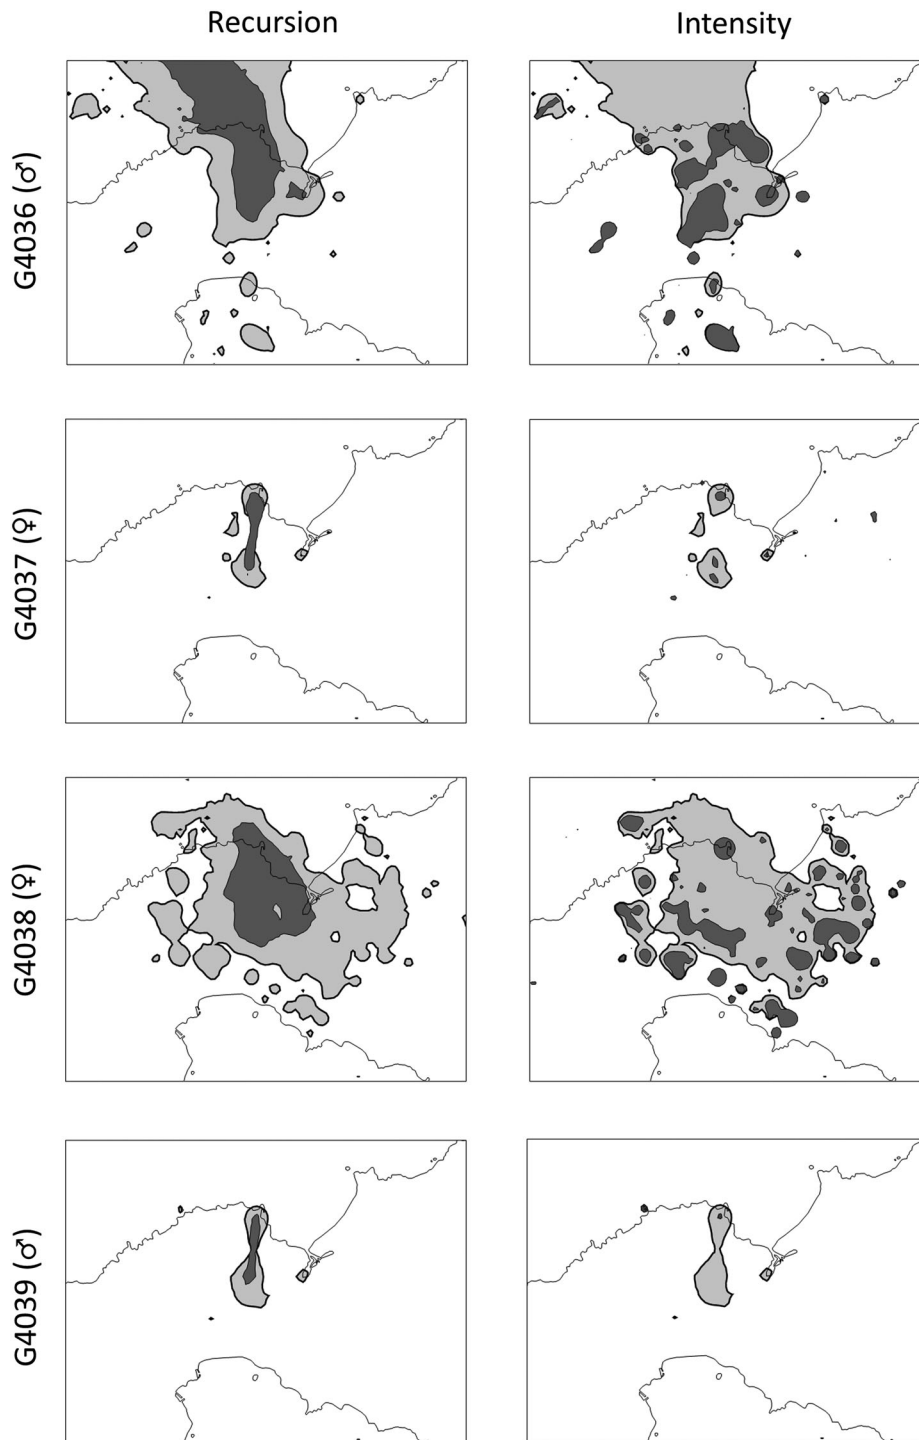 Recursion Intensity
G4036 (♂)
G4037 (♀)
G4038 (♀)
G4039 (♂)